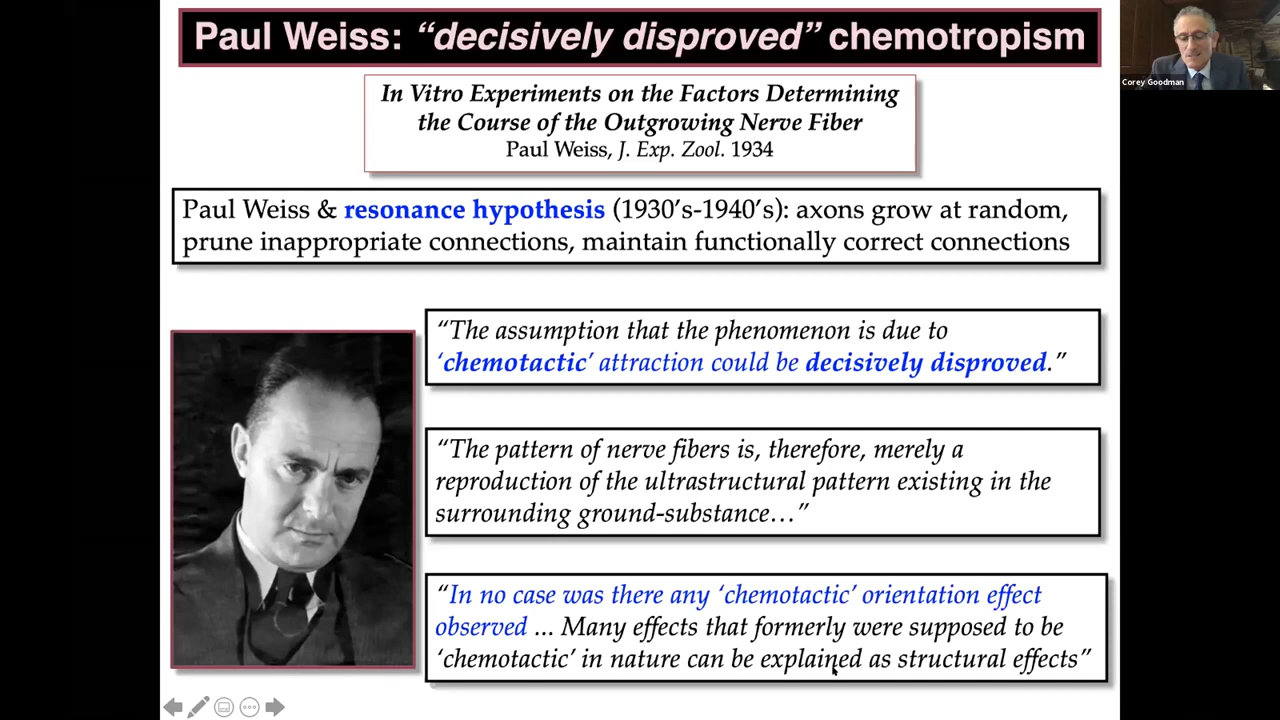 Paul Weiss: “decisively disproved” chemotropism
Corey Goodman
In Vitro Experiments on the Factors Determining
the Course of the Outgrowing Nerve Fiber
Paul Weiss, J. Exp. Zool. 1934
Paul Weiss & resonance hypothesis (1930’s-1940’s): axons grow at random,
prune inappropriate connections, maintain functionally correct connections
“The assumption that the phenomenon is due to
‘chemotactic’ attraction could be decisively disproved.”
“The pattern of nerve fibers is, therefore, merely a
reproduction of the ultrastructural pattern existing in the
surrounding ground-substance…”
“In no case was there any ‘chemotactic’ orientation effect
observed ... Many effects that formerly were supposed to be
‘chemotactic’ in nature can be explained as structural effects”